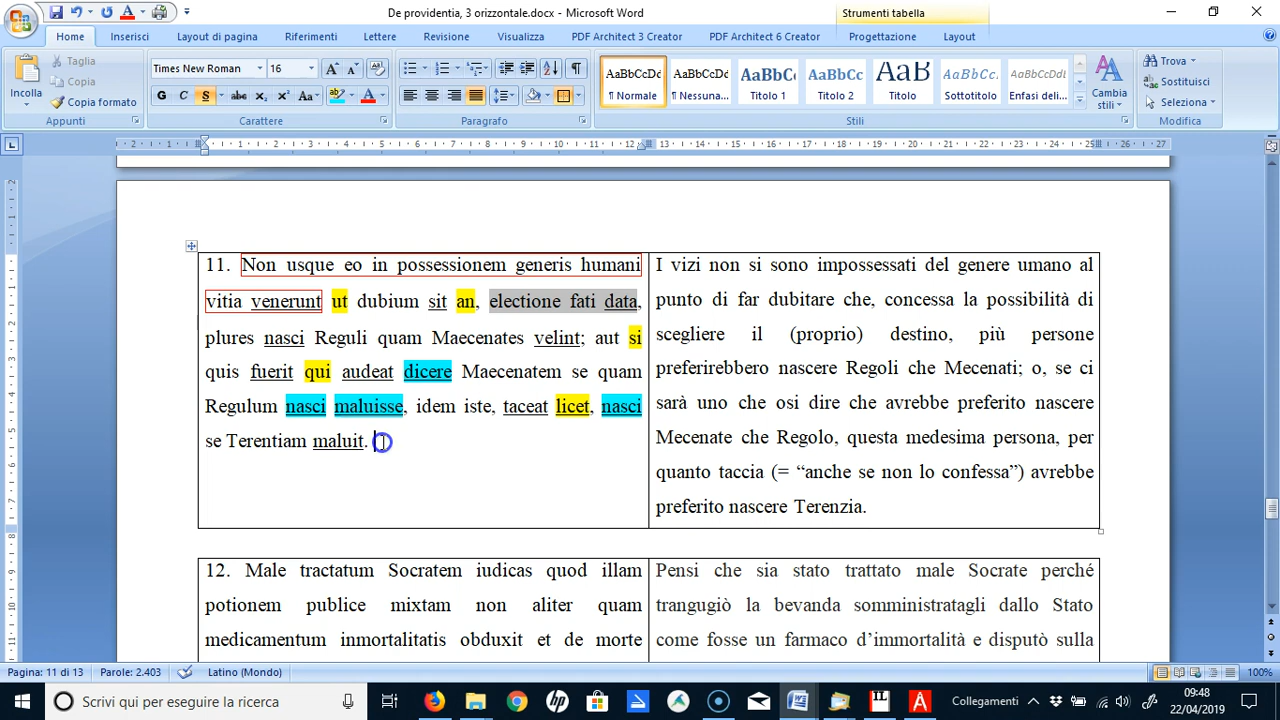 De providentia, 3 orizzontale.docx - Microsoft Word
Strumenti tabella
Home Inserisci Layout di pagina Riferimenti Lettere Revisione Visualizza PDF Architect 3 Creator PDF Architect 6 Creator Progettazione Layout
Incolla
Taglia
Copia
Copia formato
Appunti
Times New Roman 16
G C S abc x₂ x² Aa
Carattere
Paragrafo
AaBbCcDd
¶ Normale
AaBbCcDd
¶ Nessuna...
AaBbCc
Titolo 1
AaBbCc
Titolo 2
AaB
Titolo
AaBbCc
Sottotitolo
AaBbCcD
Enfasi deli...
Cambia stili
Stili
Trova
Sostituisci
Seleziona
Modifica
11. Non usque eo in possessionem generis humani
vitia venerunt ut dubium sit an, electione fati data,
plures nasci Reguli quam Maecenates velint; aut si
quis fuerit qui audeat dicere Maecenatem se quam
Regulum nasci maluisse, idem iste, taceat licet, nasci
se Terentiam maluit.
I vizi non si sono impossessati del genere umano al
punto di far dubitare che, concessa la possibilità di
scegliere il (proprio) destino, più persone
preferirebbero nascere Regoli che Mecenati; o, se ci
sarà uno che osi dire che avrebbe preferito nascere
Mecenate che Regolo, questa medesima persona, per
quanto taccia (= “anche se non lo confessa”) avrebbe
preferito nascere Terenzia.
12. Male tractatum Socratem iudicas quod illam
potionem publice mixtam non aliter quam
medicamentum inmortalitatis obduxit et de morte
Pensi che sia stato trattato male Socrate perché
trangugiò la bevanda somministratagli dallo Stato
come fosse un farmaco d’immortalità e disputò sulla
Pagina: 11 di 13 Parole: 2.403 Latino (Mondo) 100%
Scrivi qui per eseguire la ricerca
Collegamenti
09:48
22/04/2019